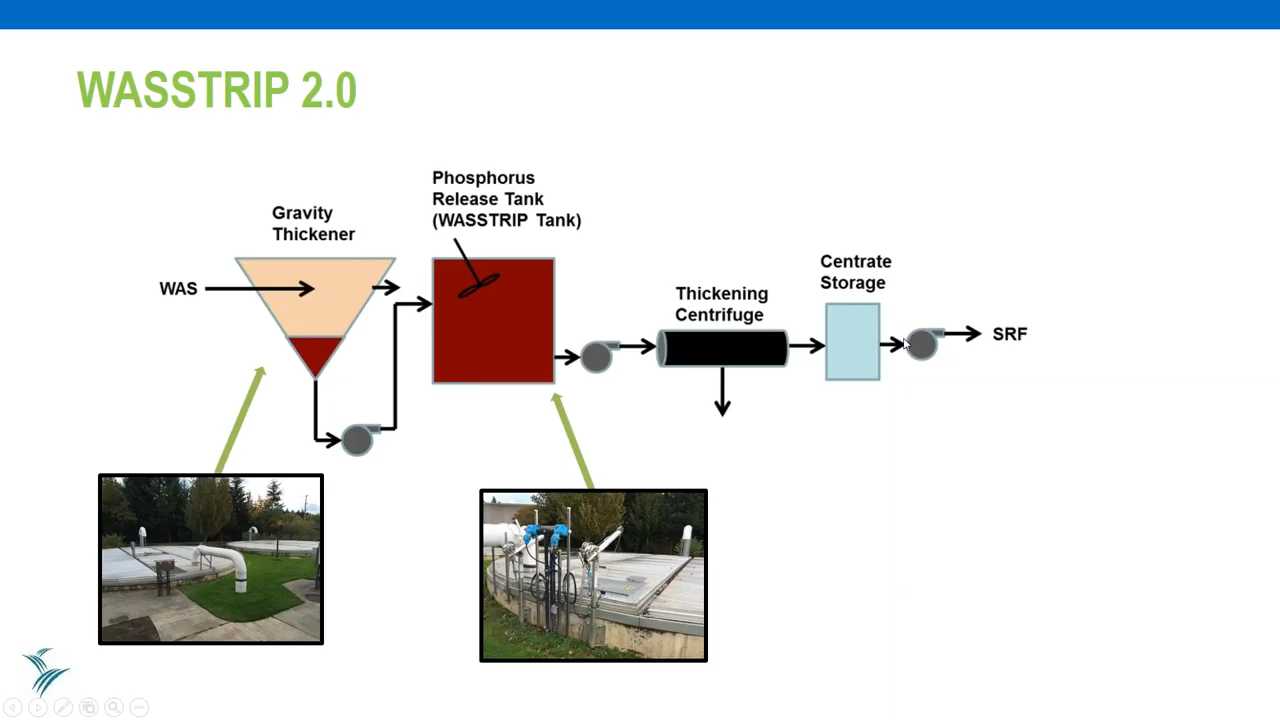 WASSTRIP 2.0
Phosphorus
Release Tank
(WASSTRIP Tank)
Gravity
Thickener
WAS
Thickening
Centrifuge
Centrate
Storage
SRF